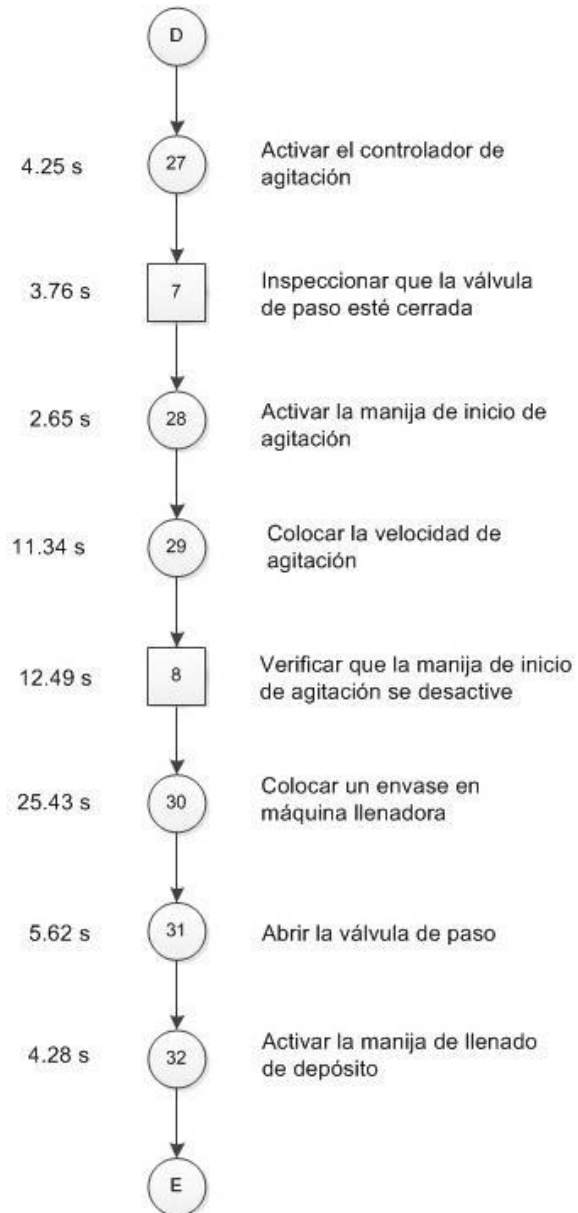 D
4.25 s
27
Activar el controlador de
agitación
3.76 s
7
Inspeccionar que la válvula
de paso esté cerrada
2.65 s
28
Activar la manija de inicio de
agitación
11.34 s
29
Colocar la velocidad de
agitación
12.49 s
8
Verificar que la manija de inicio
de agitación se desactive
25.43 s
30
Colocar un envase en
máquina llenadora
5.62 s
31
Abrir la válvula de paso
4.28 s
32
Activar la manija de llenado
de depósito
E